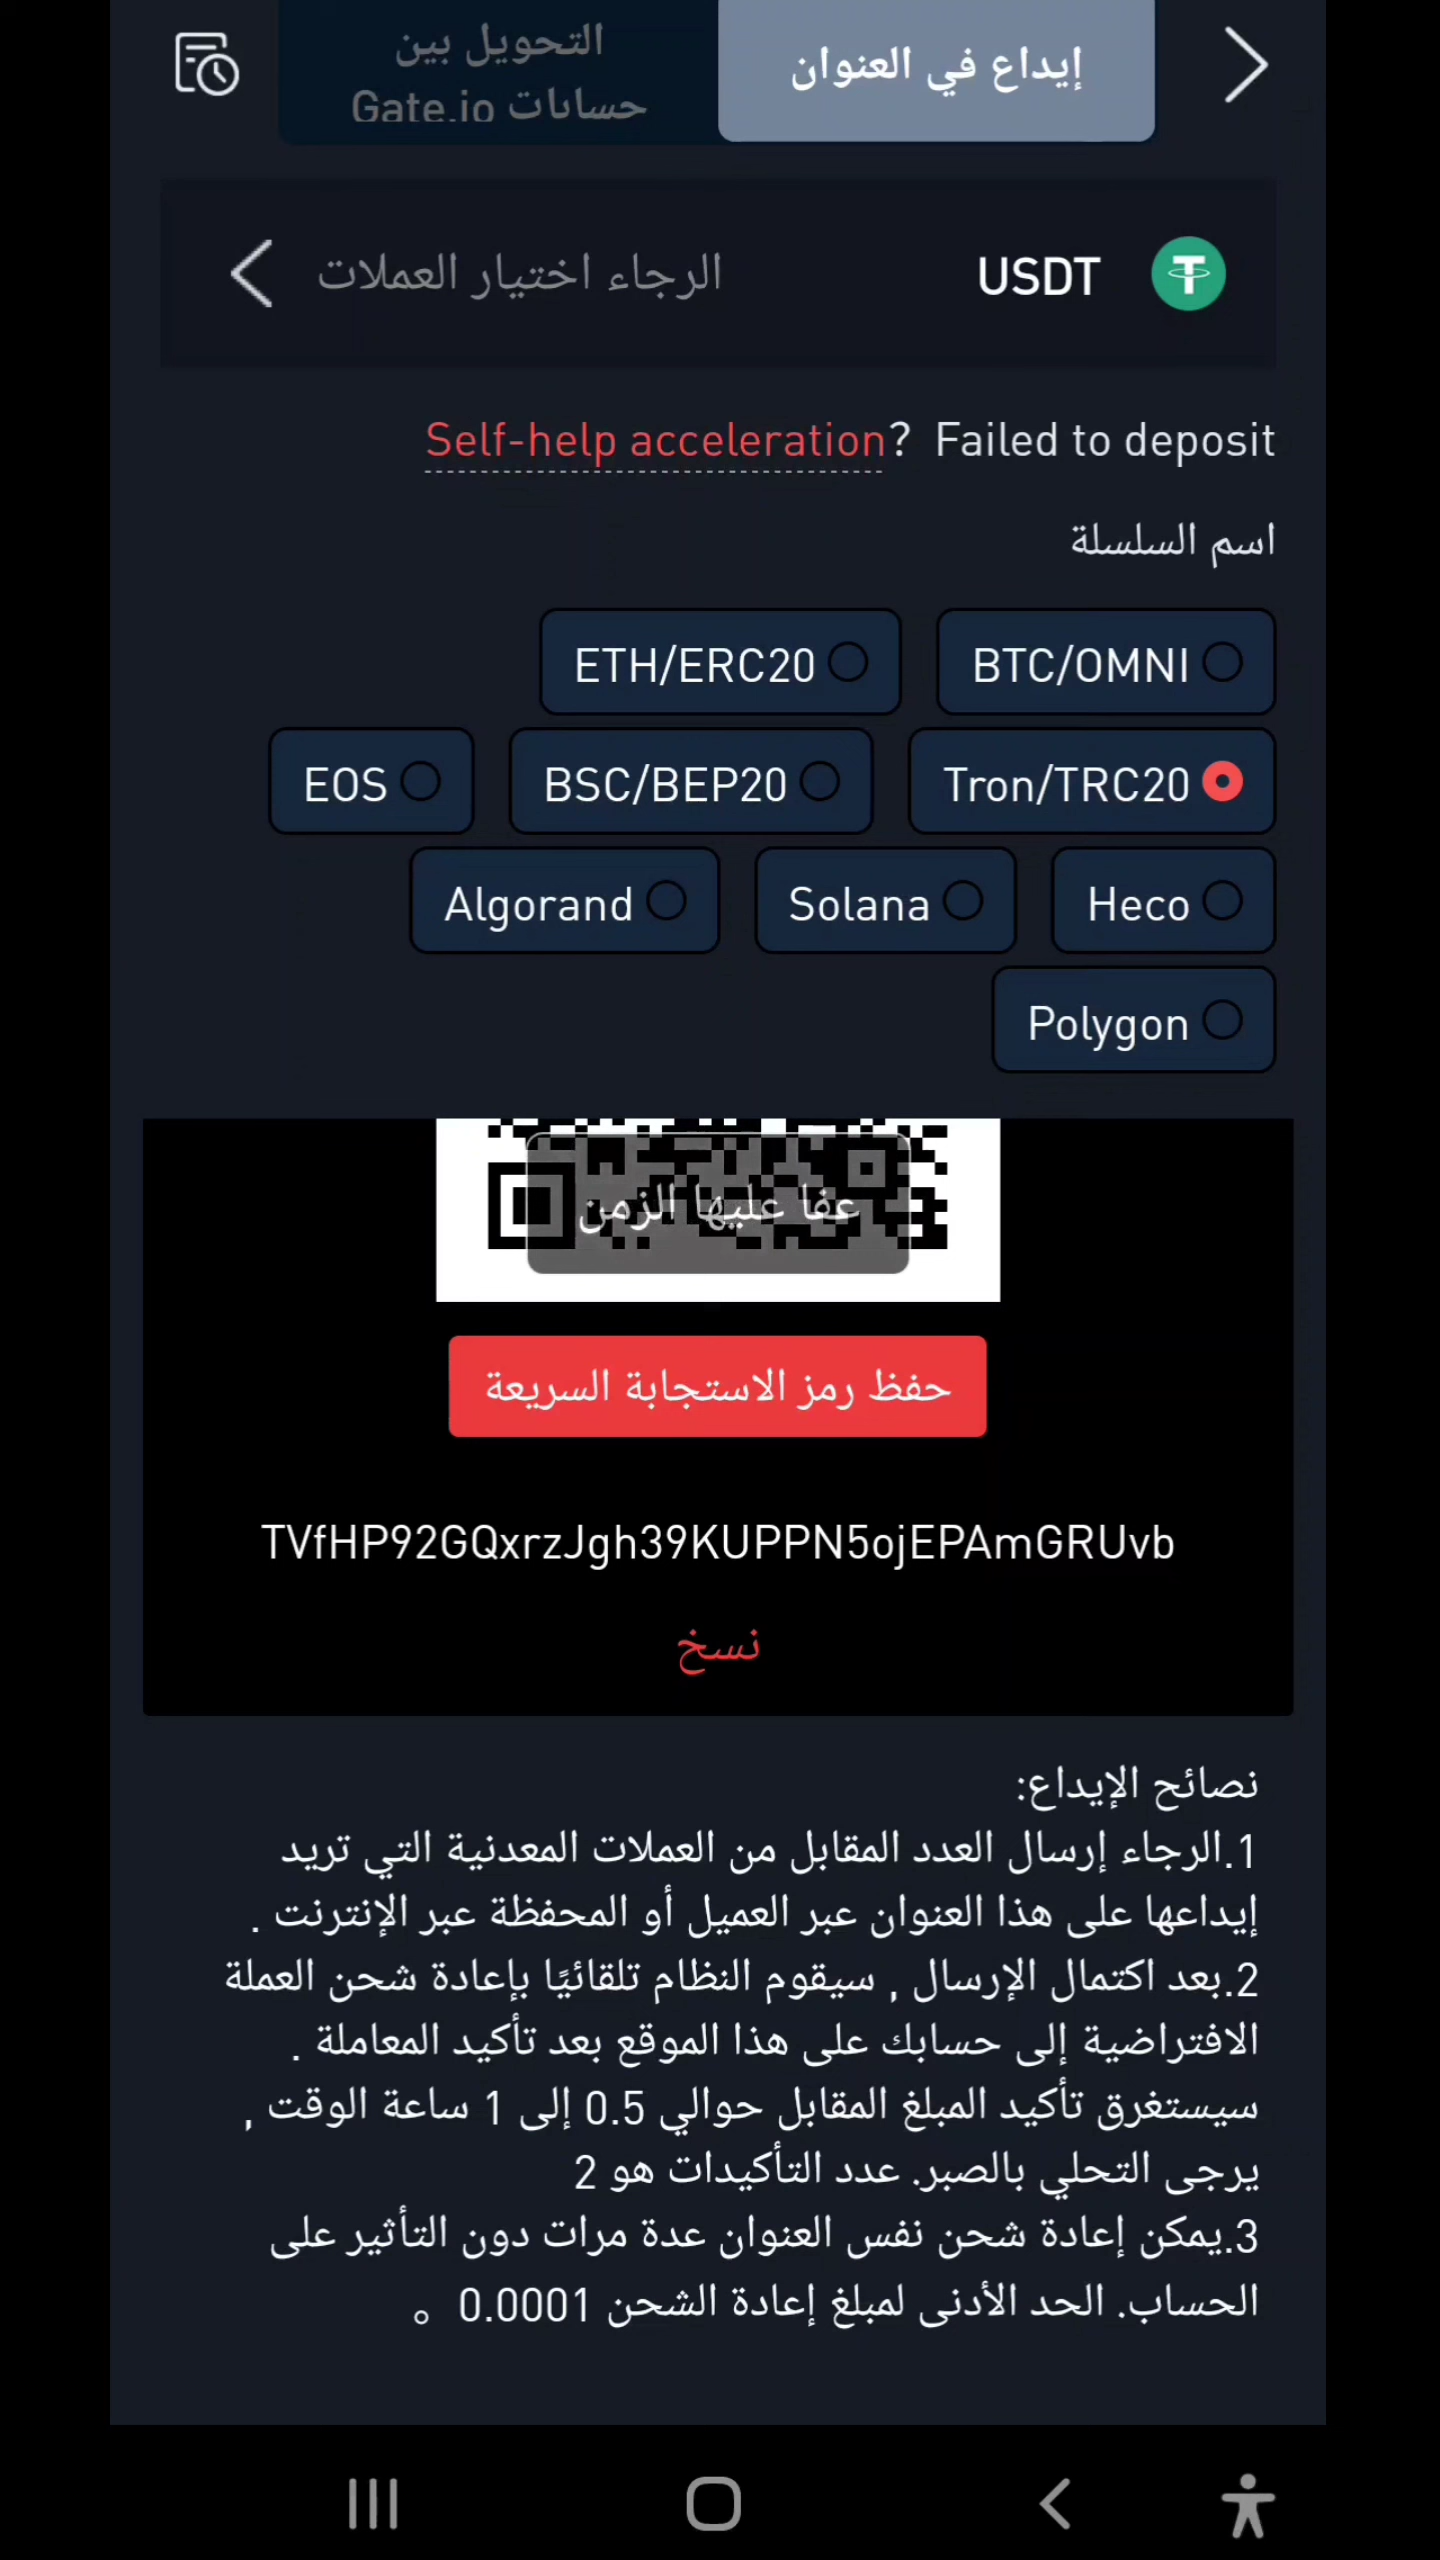 إيداع في العنوان
التحويل بين
حسابات Gate.io
USDT
الرجاء اختيار العملات
Failed to deposit ?Self-help acceleration
اسم السلسلة
BTC/OMNI
ETH/ERC20
Tron/TRC20
BSC/BEP20
EOS
Heco
Solana
Algorand
Polygon
عفا عليها الزمن
حفظ رمز الاستجابة السريعة
TVfHP92GQxrzJgh39KUPPN5ojEPAmGRUvb
نسخ
نصائح الإيداع:
1.الرجاء إرسال العدد المقابل من العملات المعدنية التي تريد
إيداعها على هذا العنوان عبر العميل أو المحفظة عبر الإنترنت .
2.بعد اكتمال الإرسال , سيقوم النظام تلقائيًا بإعادة شحن العملة
الافتراضية إلى حسابك على هذا الموقع بعد تأكيد المعاملة .
سيستغرق تأكيد المبلغ المقابل حوالي 0.5 إلى 1 ساعة الوقت ,
يرجى التحلي بالصبر. عدد التأكيدات هو 2
3.يمكن إعادة شحن نفس العنوان عدة مرات دون التأثير على
الحساب. الحد الأدنى لمبلغ إعادة الشحن 0.0001 。